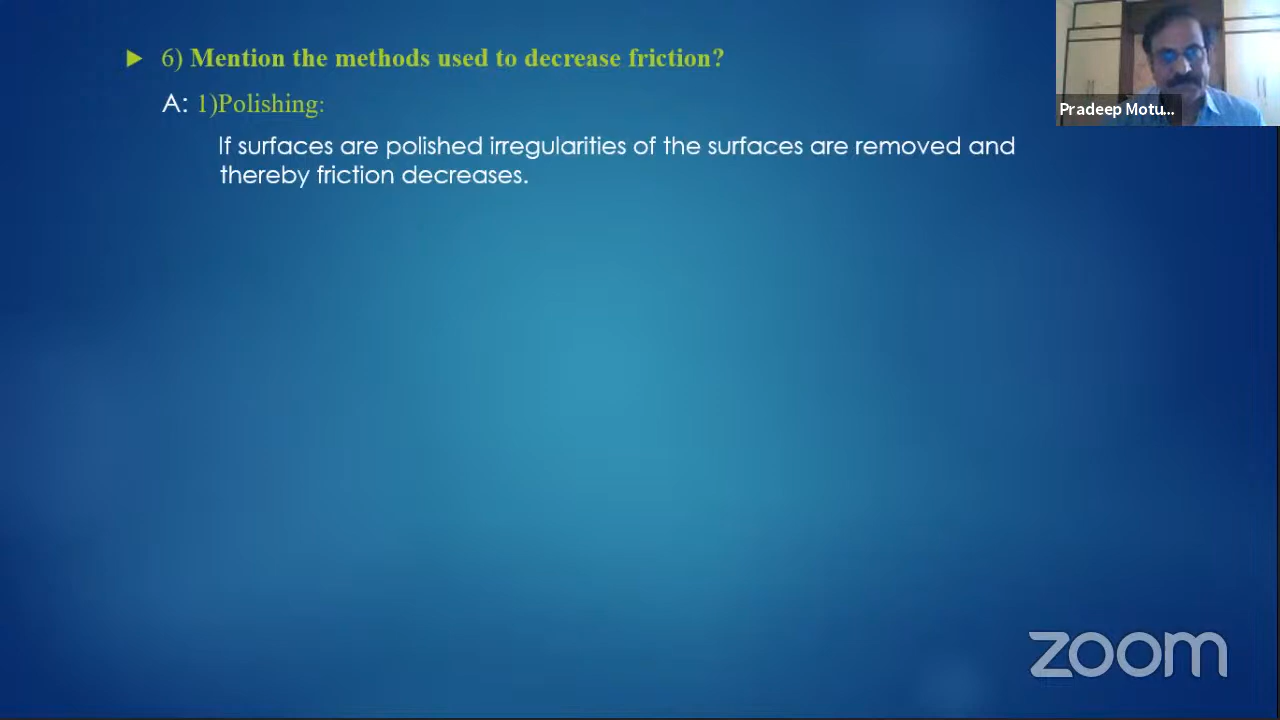 6) Mention the methods used to decrease friction?
A: 1)Polishing:
If surfaces are polished irregularities of the surfaces are removed and
thereby friction decreases.
Pradeep Motu...
zoom